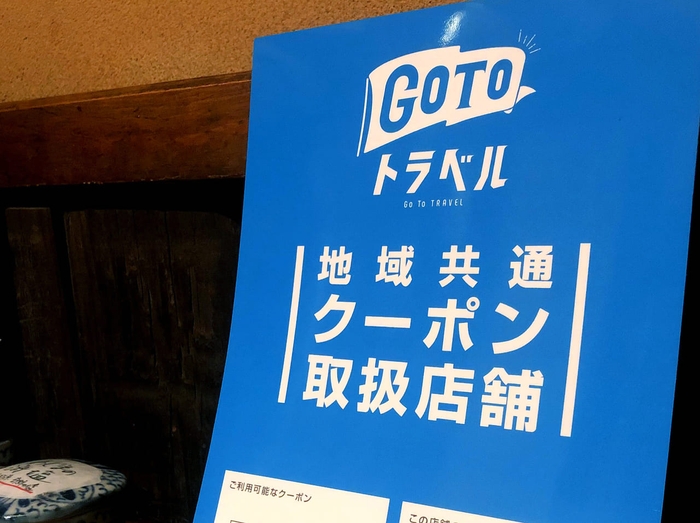 GOTO
トラベル
GO TO TRAVEL
地域共通
クーポン
取扱店舗
ご利用可能なクーポン
この店舗